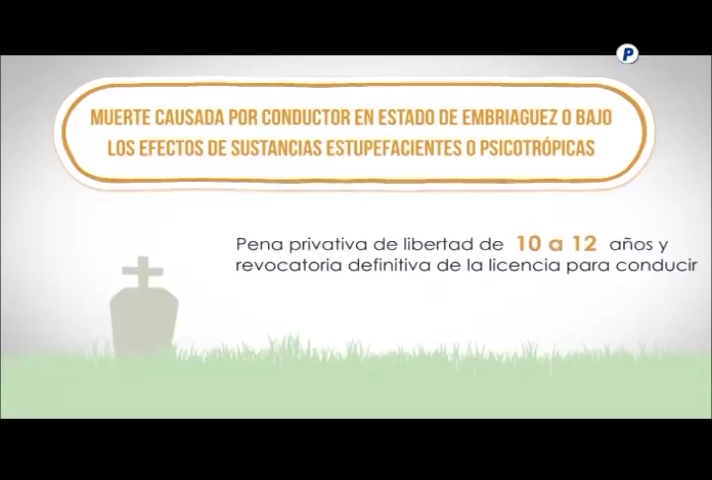 P
MUERTE CAUSADA POR CONDUCTOR EN ESTADO DE EMBRIAGUEZ O BAJO
LOS EFECTOS DE SUSTANCIAS ESTUPEFACIENTES O PSICOTRÓPICAS
Pena privativa de libertad de 10 a 12 años y
revocatoria definitiva de la licencia para conducir